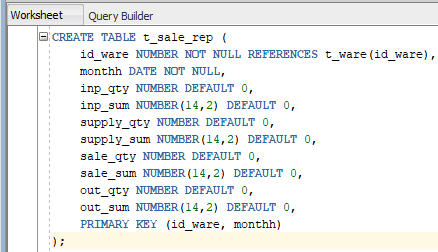 Worksheet Query Builder
CREATE TABLE t_sale_rep (
id_ware NUMBER NOT NULL REFERENCES t_ware(id_ware),
monthh DATE NOT NULL,
inp_qty NUMBER DEFAULT 0,
inp_sum NUMBER(14,2) DEFAULT 0,
supply_qty NUMBER DEFAULT 0,
supply_sum NUMBER(14,2) DEFAULT 0,
sale_qty NUMBER DEFAULT 0,
sale_sum NUMBER(14,2) DEFAULT 0,
out_qty NUMBER DEFAULT 0,
out_sum NUMBER(14,2) DEFAULT 0,
PRIMARY KEY (id_ware, monthh)
);